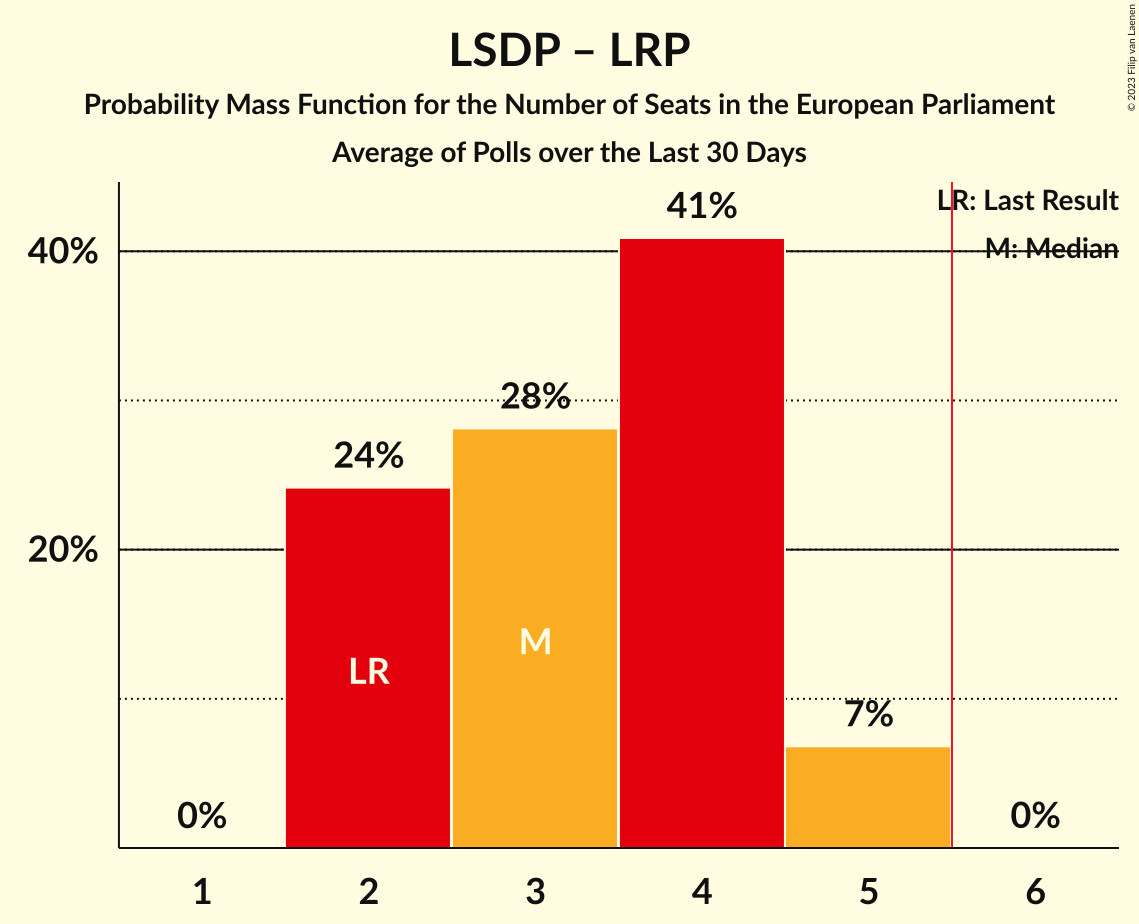 LSDP – LRP
Probability Mass Function for the Number of Seats in the European Parliament
Average of Polls over the Last 30 Days
© 2023 Filip van Laenen
LR: Last Result
M: Median
41%
40%
28%
24%
20%
M
LR
7%
0%
0%
1 2 3 4 5 6